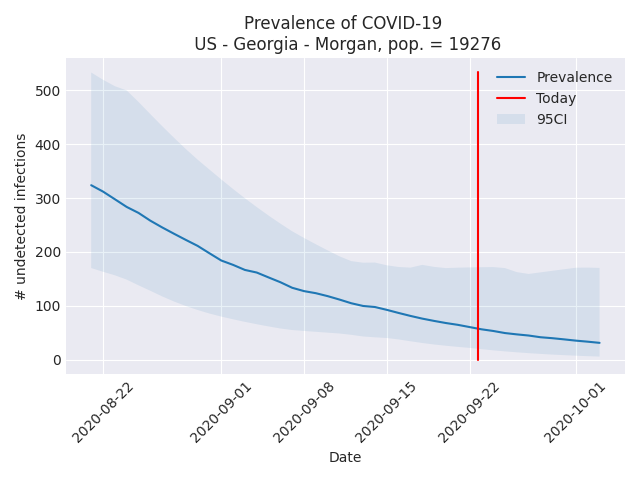 Prevalence of COVID-19
US - Georgia - Morgan, pop. = 19276
Prevalence
Today
95CI
# undetected infections
500
400
300
200
100
0
2020-08-22
2020-09-01
2020-09-08
2020-09-15
2020-09-22
2020-10-01
Date